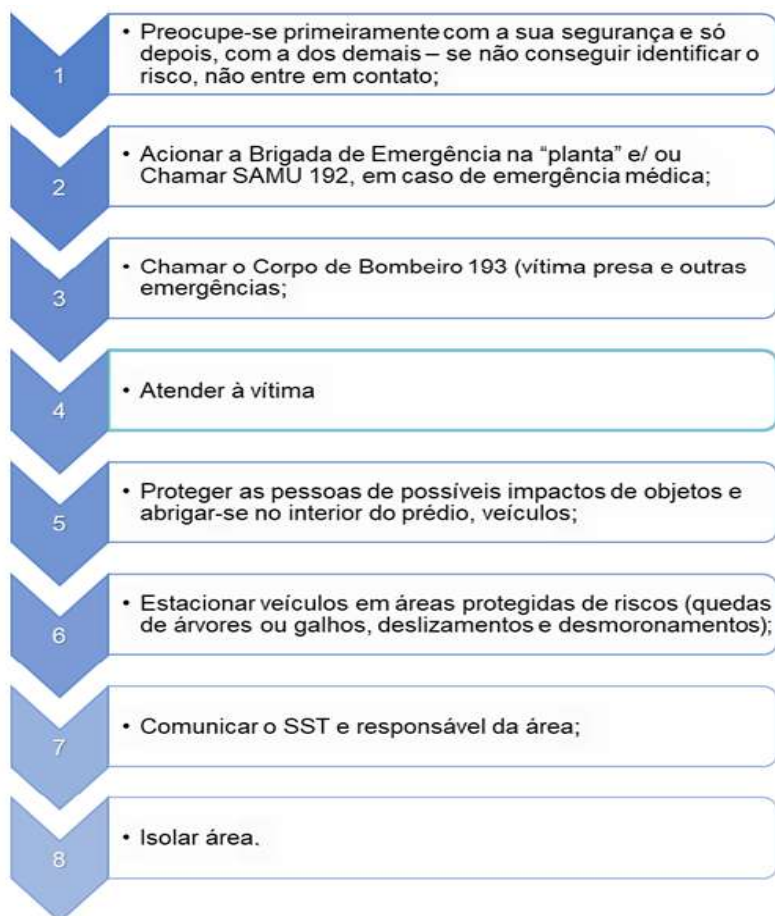 1
• Preocupe-se primeiramente com a sua segurança e só
depois, com a dos demais – se não conseguir identificar o
risco, não entre em contato;
2
• Acionar a Brigada de Emergência na “planta” e/ ou
Chamar SAMU 192, em caso de emergência médica;
3
• Chamar o Corpo de Bombeiro 193 (vítima presa e outras
emergências;
4
• Atender à vítima
5
• Proteger as pessoas de possíveis impactos de objetos e
abrigar-se no interior do prédio, veículos;
6
• Estacionar veículos em áreas protegidas de riscos (quedas
de árvores ou galhos, deslizamentos e desmoronamentos);
7
• Comunicar o SST e responsável da área;
8
• Isolar área.